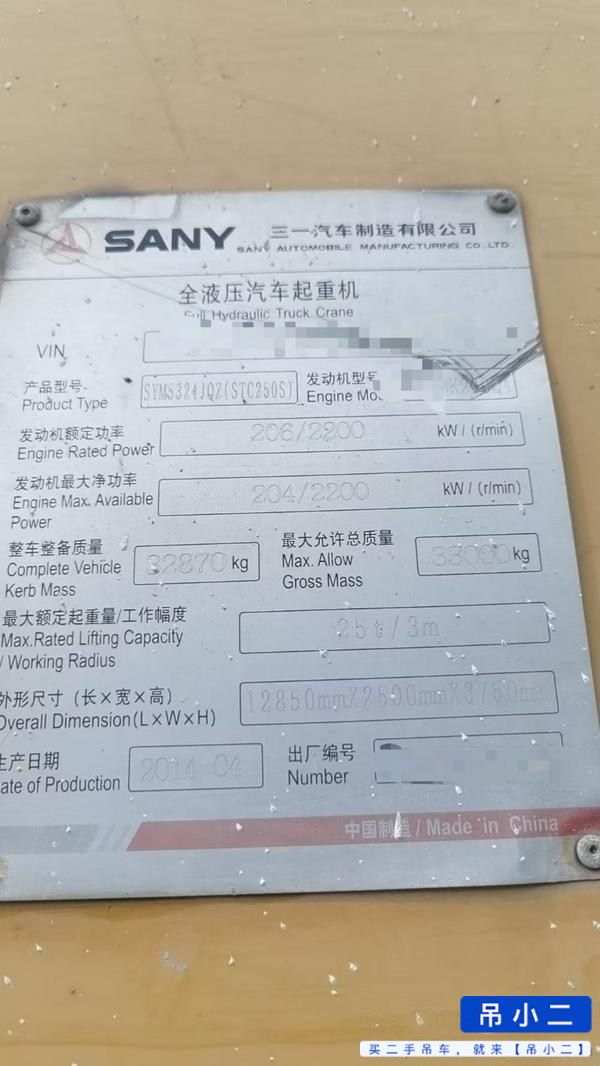 SANY 三一汽车制造有限公司
SANY AUTOMOBILE MANUFACTURING CO.,LTD
全液压汽车起重机
Full Hydraulic Truck Crane
VIN
产品型号 SYM5324JQZ(STC250S) 发动机型号
Product Type Engine Mo
发动机额定功率 206/2200 kW / (r/min)
Engine Rated Power
发动机最大净功率 204/2200 kW / (r/min)
Engine Max. Available
Power
整车整备质量 32870 kg 最大允许总质量 33000 kg
Complete Vehicle Max. Allow
Kerb Mass Gross Mass
最大额定起重量/工作幅度 25t/3m
Max.Rated Lifting Capacity
/ Working Radius
外形尺寸（长×宽×高） 12850mmX2500mmX3750mm
Overall Dimension(L×W×H)
生产日期 2014-04 出厂编号
ate of Production Number
中国制造 / Made in China
吊小二
买二手吊车，就来【吊小二】